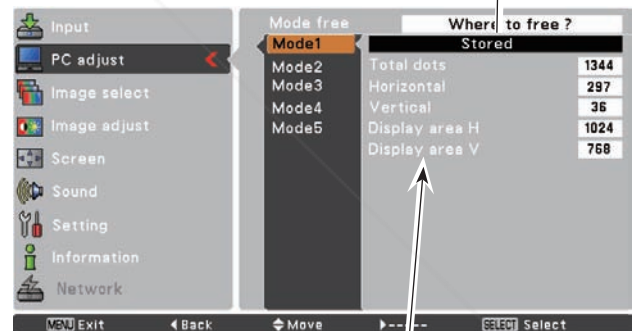 Input
PC adjust
Image select
Image adjust
Screen
Sound
Setting
Information
Network
Mode free
Where to free ?
Mode1
Mode2
Mode3
Mode4
Mode5
Stored
Total dots 1344
Horizontal 297
Vertical 36
Display area H 1024
Display area V 768
MENU Exit
Back
Move
-----
SELECT Select